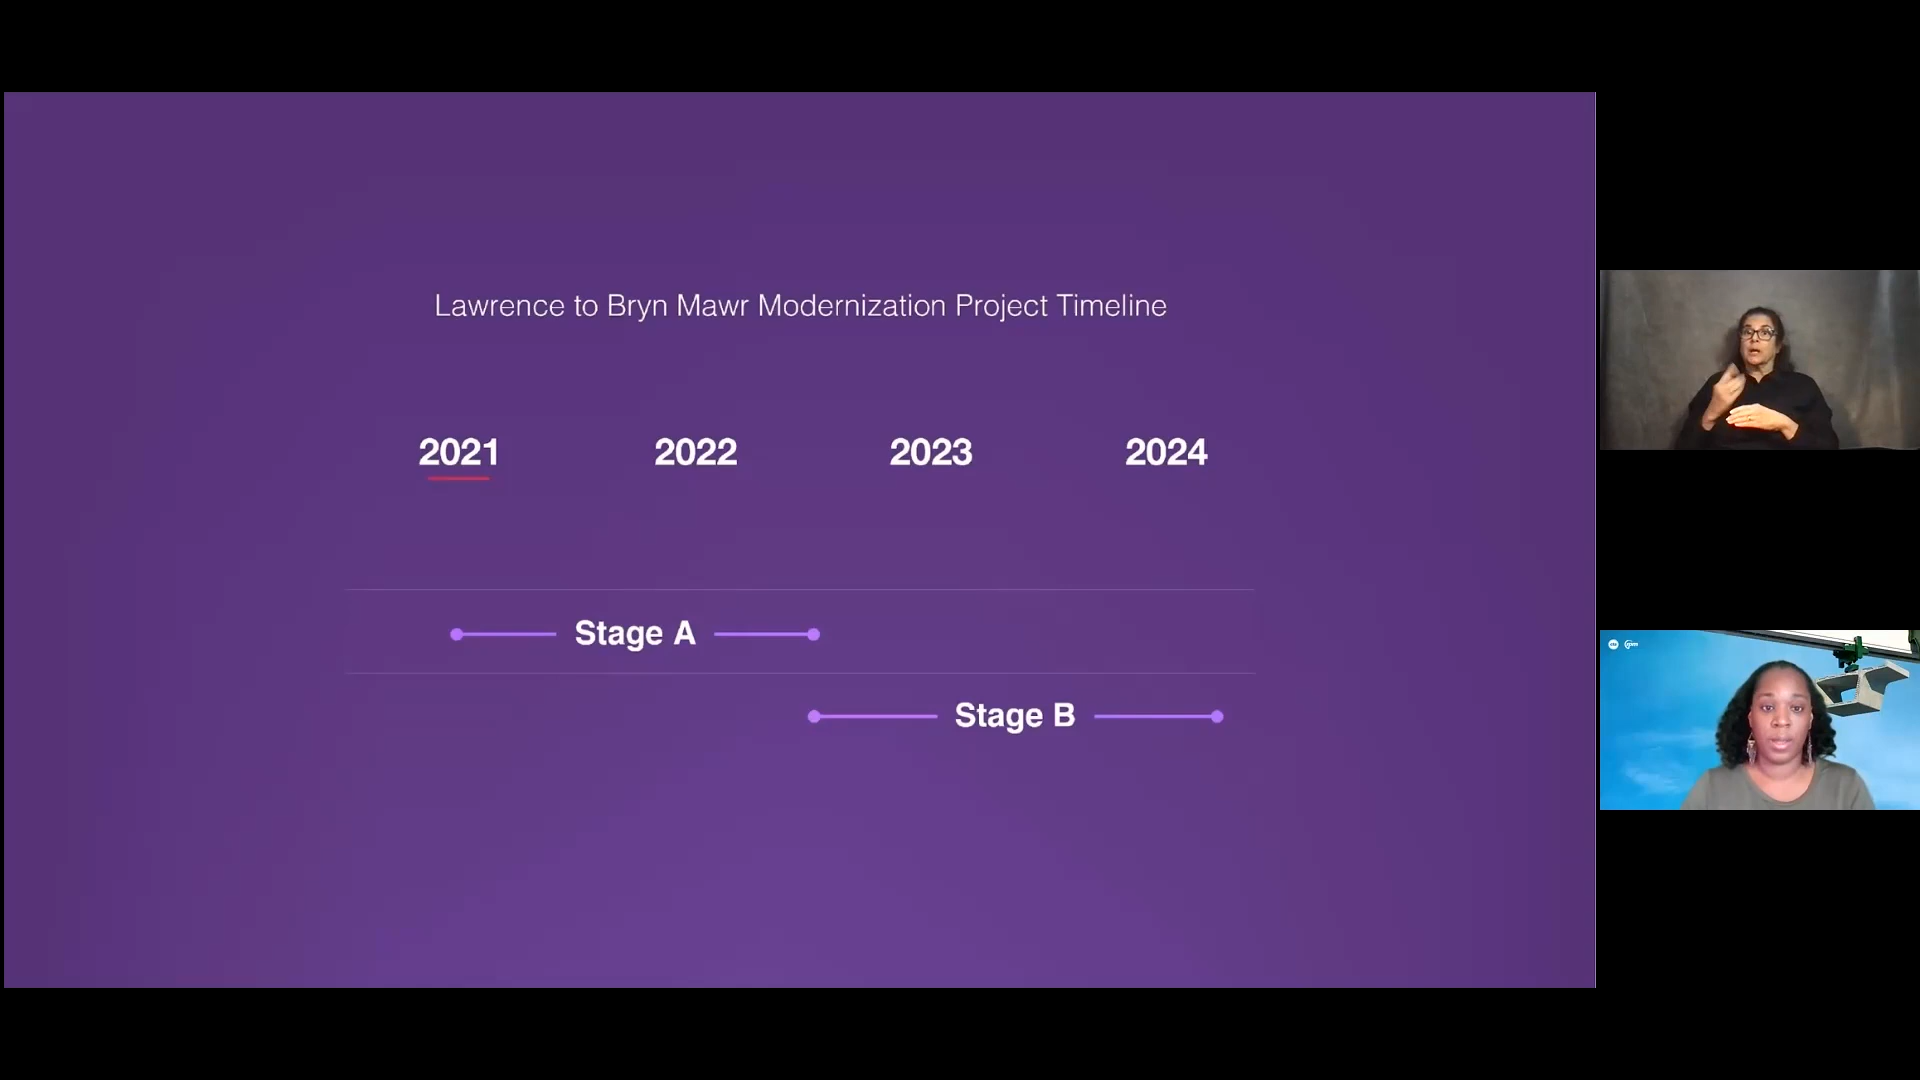 Lawrence to Bryn Mawr Modernization Project Timeline
2021 2022 2023 2024
Stage A
Stage B